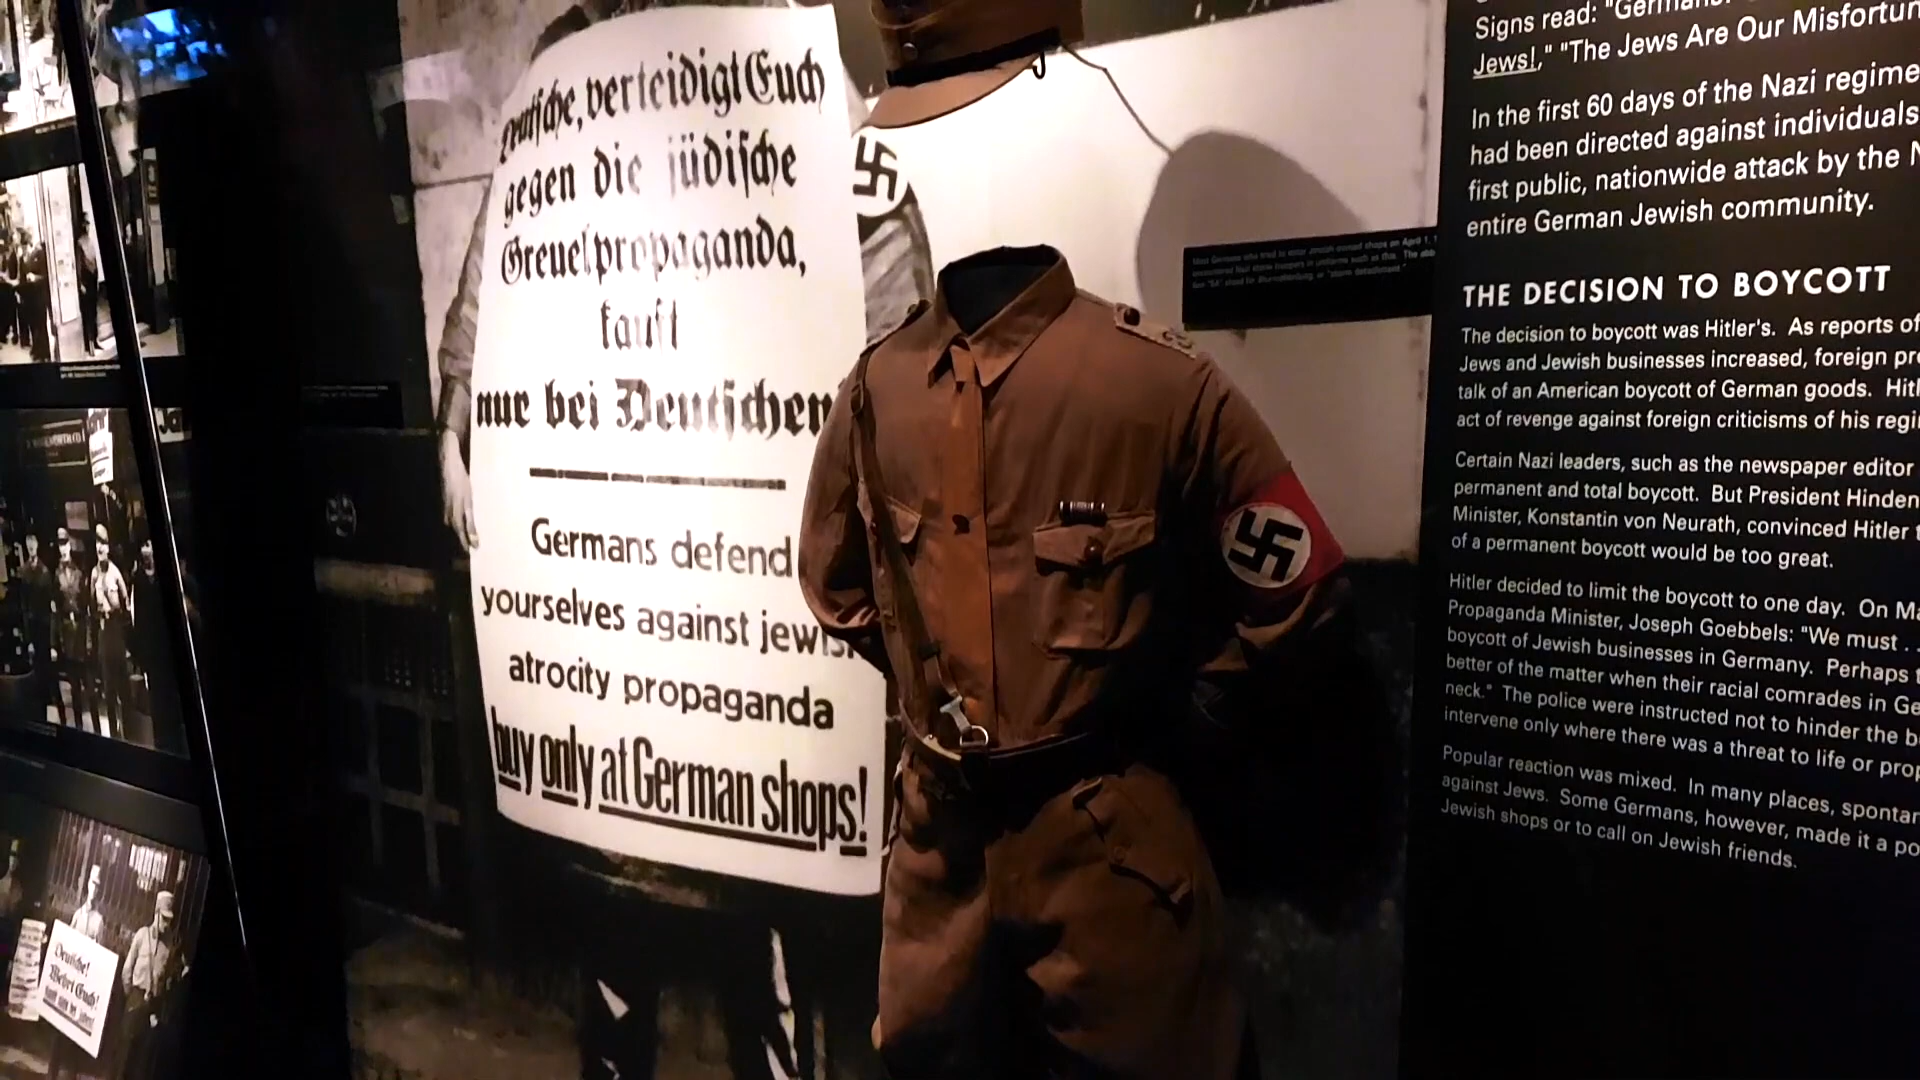 Deutsche, verteidigt Euch
gegen die jüdische
Greuelpropaganda,
kauft
nur bei Deutschen
Germans defend
yourselves against jewish
atrocity propaganda
buy only at German shops!
Signs read: "Germans!
Jews!," "The Jews Are Our Misfortun
In the first 60 days of the Nazi regime
had been directed against individuals
first public, nationwide attack by the N
entire German Jewish community.
THE DECISION TO BOYCOTT
The decision to boycott was Hitler's. As reports of
Jews and Jewish businesses increased, foreign pre
talk of an American boycott of German goods. Hitl
act of revenge against foreign criticisms of his regi
Certain Nazi leaders, such as the newspaper editor
permanent and total boycott. But President Hinden
Minister, Konstantin von Neurath, convinced Hitler t
of a permanent boycott would be too great.
Hitler decided to limit the boycott to one day. On Ma
Propaganda Minister, Joseph Goebbels: "We must . .
boycott of Jewish businesses in Germany. Perhaps t
better of the matter when their racial comrades in Ge
neck." The police were instructed not to hinder the b
intervene only where there was a threat to life or prop
Popular reaction was mixed. In many places, spontan
against Jews. Some Germans, however, made it a po
Jewish shops or to call on Jewish friends.
Deutsche!
Wehrt Euch!